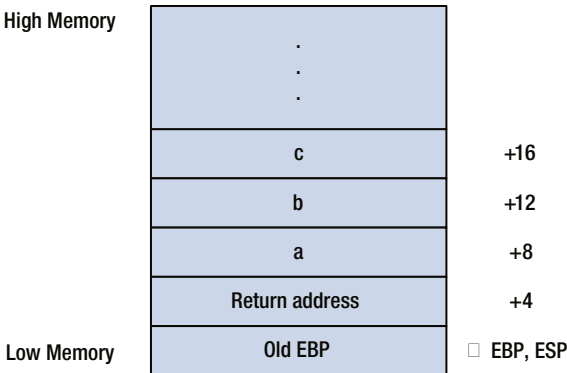 High Memory
.
.
.
c +16
b +12
a +8
Return address +4
Low Memory Old EBP □ EBP, ESP